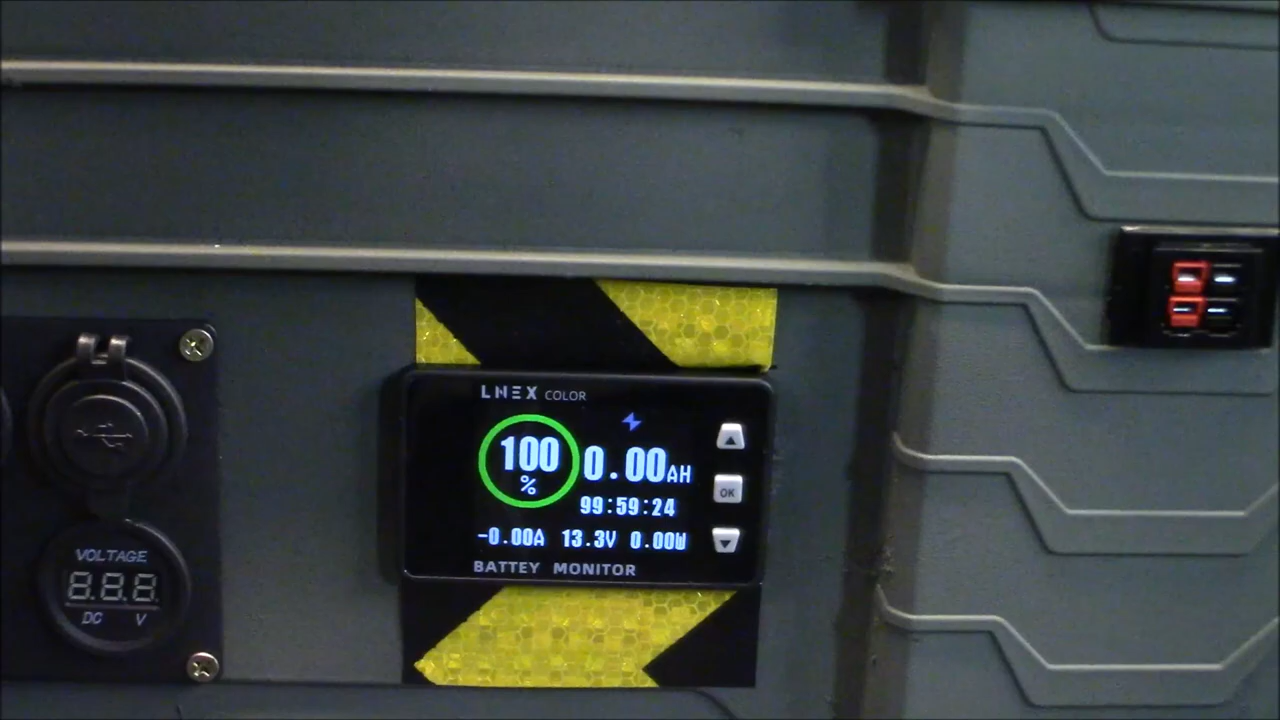 LNEX COLOR
100
%
0.00AH
99:59:24
-0.00A 13.3V 0.00W
OK
BATTEY MONITOR
VOLTAGE
8.8.8
DC V